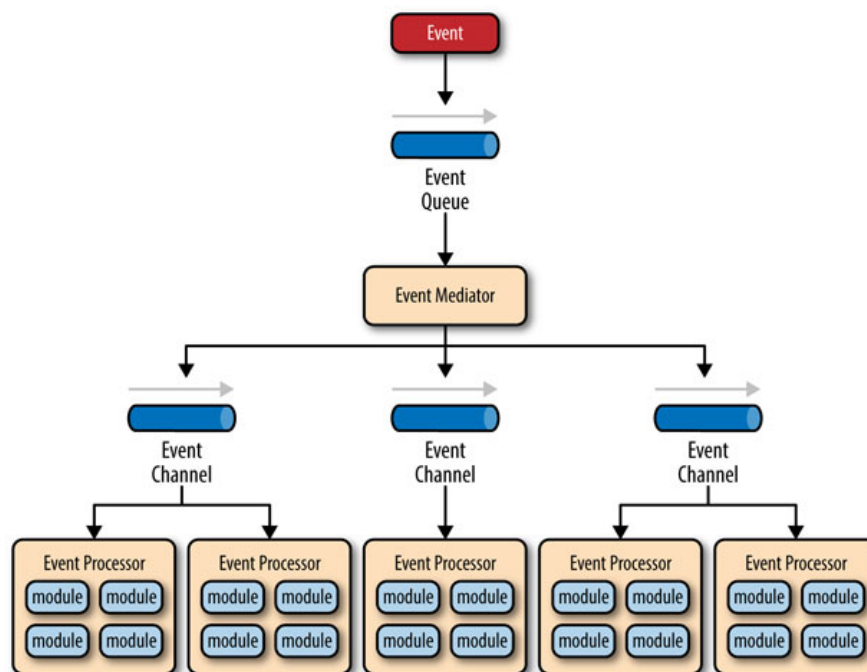 Event
Event
Queue
Event Mediator
Event
Channel
Event
Channel
Event
Channel
Event Processor
module module
module module
Event Processor
module module
module module
Event Processor
module module
module module
Event Processor
module module
module module
Event Processor
module module
module module